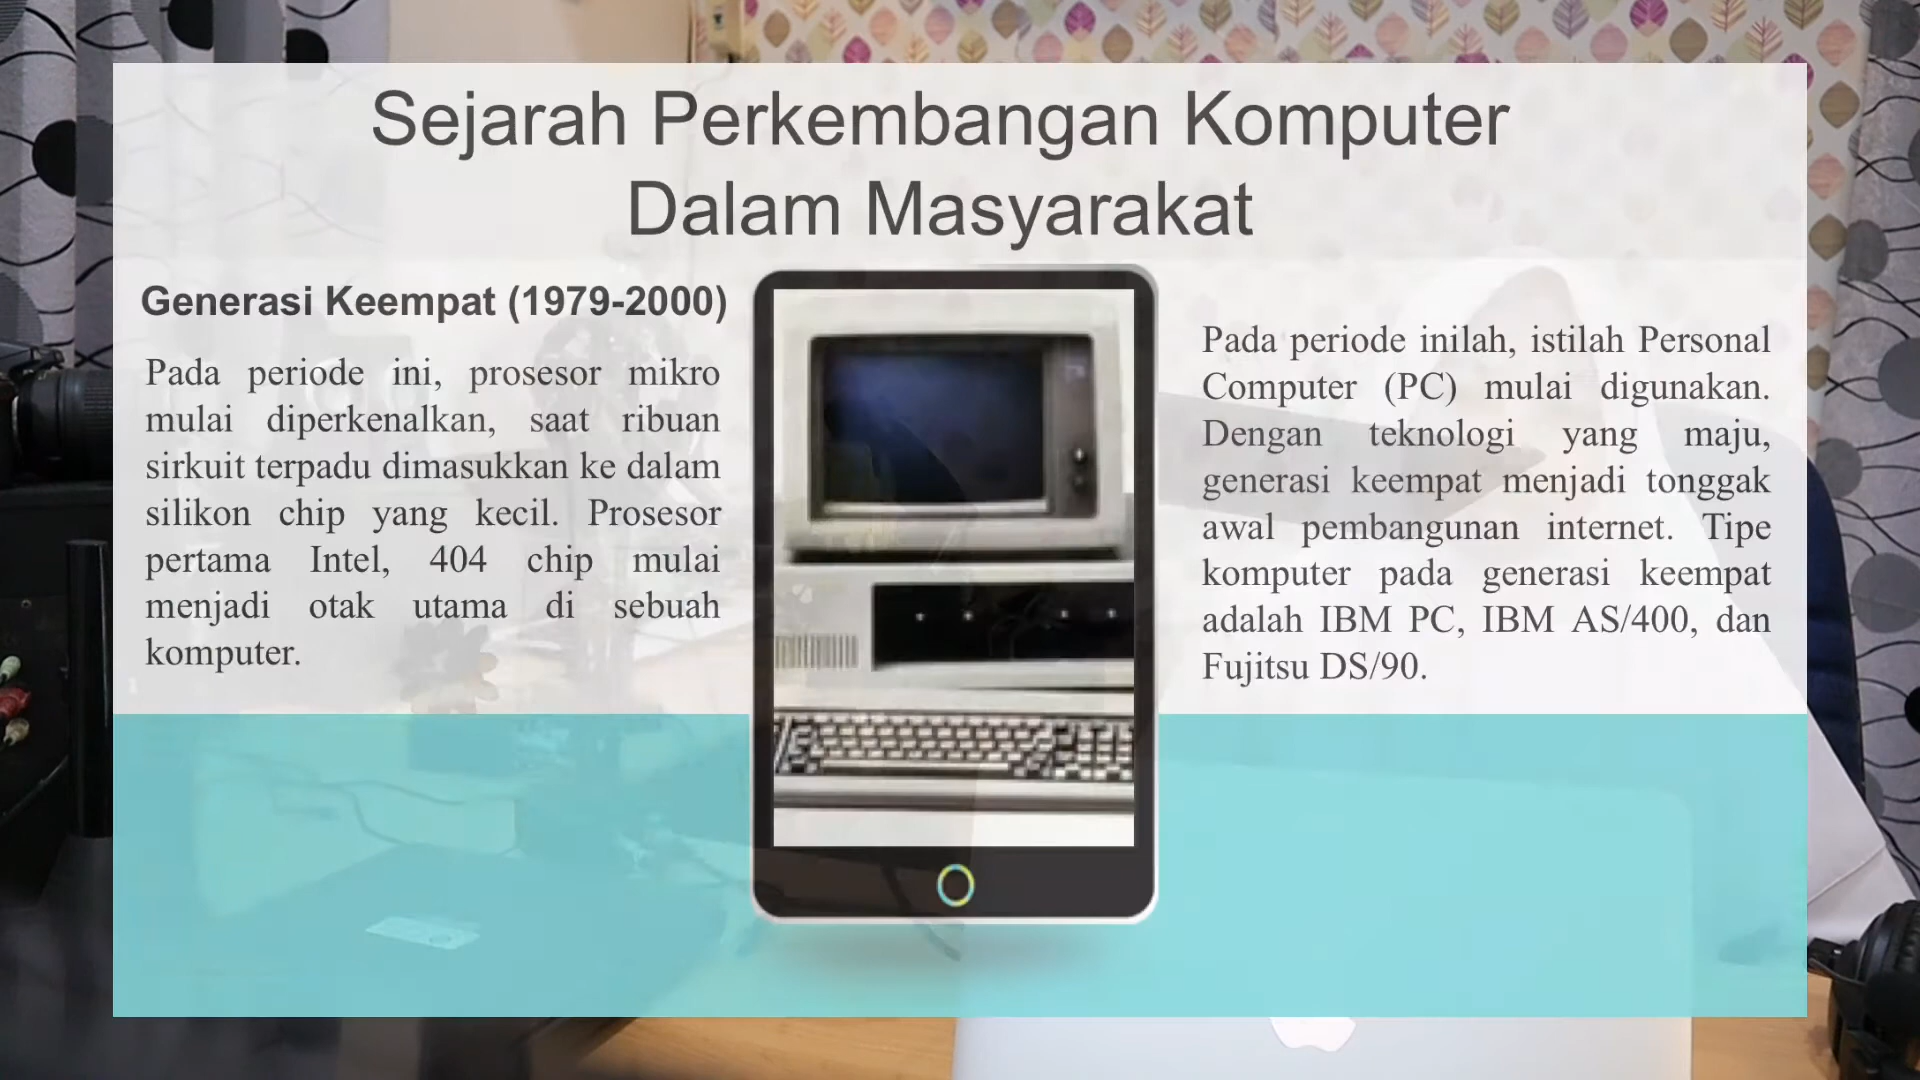 Sejarah Perkembangan Komputer
Dalam Masyarakat
Generasi Keempat (1979-2000)
Pada periode ini, prosesor mikro
mulai diperkenalkan, saat ribuan
sirkuit terpadu dimasukkan ke dalam
silikon chip yang kecil. Prosesor
pertama Intel, 404 chip mulai
menjadi otak utama di sebuah
komputer.
Pada periode inilah, istilah Personal
Computer (PC) mulai digunakan.
Dengan teknologi yang maju,
generasi keempat menjadi tonggak
awal pembangunan internet. Tipe
komputer pada generasi keempat
adalah IBM PC, IBM AS/400, dan
Fujitsu DS/90.